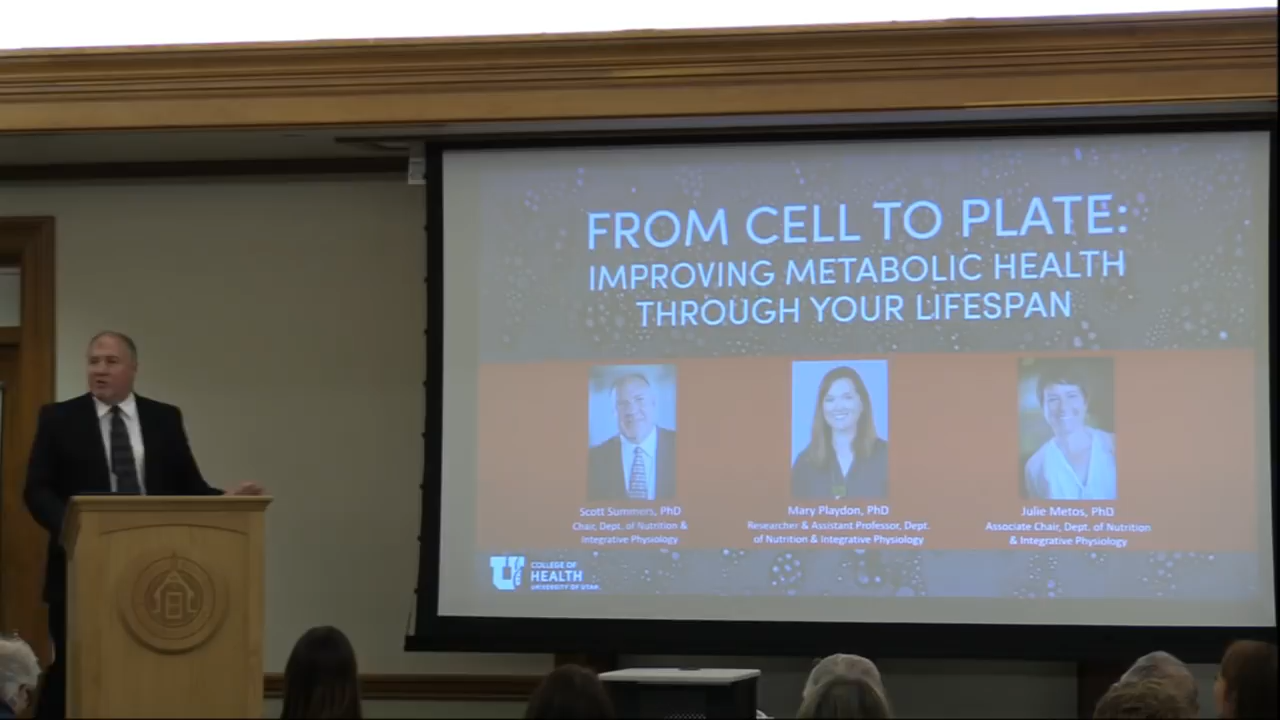 FROM CELL TO PLATE:
IMPROVING METABOLIC HEALTH
THROUGH YOUR LIFESPAN
Scott Summers, PhD
Chair, Dept. of Nutrition &
Integrative Physiology
Mary Playdon, PhD
Researcher & Assistant Professor, Dept.
of Nutrition & Integrative Physiology
Julie Metos, PhD
Associate Chair, Dept. of Nutrition
& Integrative Physiology
U
COLLEGE OF
HEALTH
UNIVERSITY OF UTAH